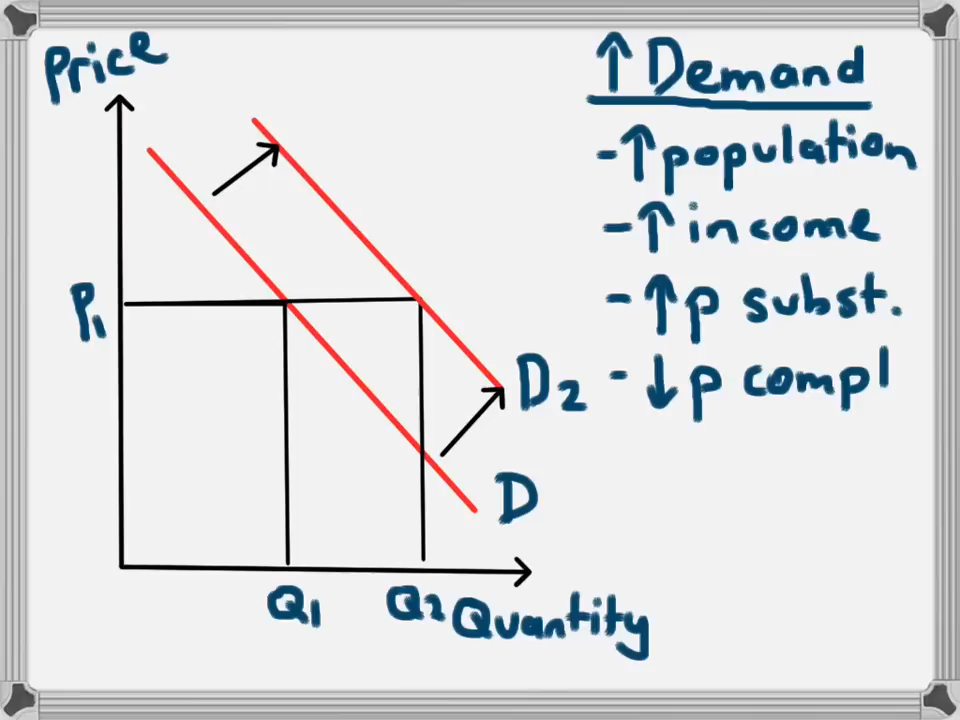 Price
↑ Demand
- ↑ population
- ↑ income
- ↑ p subst.
- ↓ p compl
P1
D2
D
Q1 Q2 Quantity